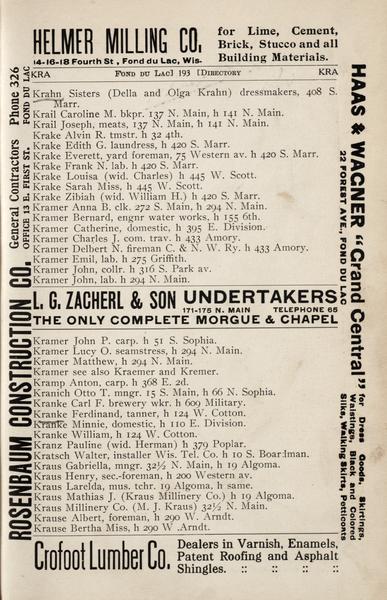 HELMER MILLING CO.
14-16-18 Fourth St , Fond du Lac, Wis.
for Lime, Cement,
Brick, Stucco and all
Building Materials.
KRA FOND DU LAC] 193 [DIRECTORY KRA
Krahn Sisters (Della and Olga Krahn) dressmakers, 408 S.
Marr.
Krail Caroline M. bkpr. 137 N. Main, h 141 N. Main.
Krail Joseph, meats, 137 N. Main, h 141 N. Main.
Krake Alvin R. tmstr. h 32 4th.
Krake Edith G. laundress, h 420 S. Marr.
Krake Everett, yard foreman, 75 Western av. h 420 S. Marr.
Krake Frank N. lab. h 420 S. Marr.
Krake Louisa (wid. Charles) h 445 W. Scott.
Krake Sarah Miss, h 445 W. Scott.
Krake Zibiah (wid. William H.) h 420 S. Marr.
Kramer Anna B. clk. 272 S. Main, h 294 N. Main.
Kramer Bernard, engnr water works, h 155 6th.
Kramer Catherine, domestic, h 395 E. Division.
Kramer Charles J. com. trav. h 433 Amory.
Kramer Delbert N. fireman C. & N. W. Ry. h 433 Amory.
Kramer Emil, lab. h 275 Griffith.
Kramer John, collr. h 316 S. Park av.
Kramer John, lab. h 294 N. Main.
L. G. ZACHERL & SON UNDERTAKERS
171-175 N. MAIN TELEPHONE 65
THE ONLY COMPLETE MORGUE & CHAPEL
Kramer John P. carp. h 51 S. Sophia.
Kramer Lucy O. seamstress, h 294 N. Main.
Kramer Matthew, h 294 N. Main.
Kramer see also Kraemer and Kremer.
Kramp Anton, carp. h 368 E. 2d.
Kranich Otto T. mngr. 15 S. Main, h 66 N. Sophia.
Kranke Carl F. brewery wkr. h 609 Military.
Kranke Ferdinand, tanner, h 124 W. Cotton.
Kranke Minnie, domestic, h 110 E. Division.
Kranke William, h 124 W. Cotton.
Kranz Pauline (wid. Herman) h 379 Poplar.
Kratsch Walter, installer Wis. Tel. Co. h 10 S. Boardman.
Kraus Gabriella, mngr. 32½ N. Main, h 19 Algoma.
Kraus Henry, sec.-foreman, h 200 Western av.
Kraus Larelda, mus. tchr. 19 Algoma, h same.
Kraus Mathias J. (Kraus Millinery Co.) h 19 Algoma.
Kraus Millinery Co. (M. J. Kraus) 32½ N. Main.
Krause Albert, foreman, h 290 W. Arndt.
Krause Bertha Miss, h 290 W. Arndt.
Crofoot Lumber Co.
Dealers in Varnish, Enamels,
Patent Roofing and Asphalt
Shingles. :: :: :: ::
ROSENBAUM CONSTRUCTION CO.
General Contractors Phone 326
OFFICE 13 E. FIRST ST. FOND DU LAC
HAAS & WAGNER "Grand Central"
22 FOREST AVE., FOND DU LAC
for Dress Goods, Skirtings,
Waistings, Black and Colored
Silks, Walking Skirts, Petticoats